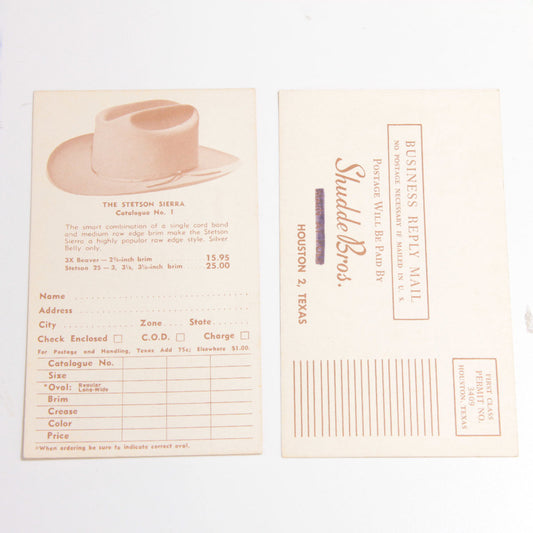 THE STETSON SIERRA
Catalogue No. 1
The smart combination of a single cord band
and medium raw edge brim make the Stetson
Sierra a highly popular raw edge style. Silver
Belly only.
3X Beaver — 2¾-inch brim 15.95
Stetson 25 — 3, 3¼, 3½-inch brim 25.00
Name
Address
City Zone State
Check Enclosed C.O.D. Charge
For Postage and Handling, Texas Add 75c; Elsewhere $1.00.
Catalogue No.
Size
*Oval: Regular
Long-Wide
Brim
Crease
Color
Price
*When ordering be sure to indicate correct oval.
BUSINESS REPLY MAIL
NO POSTAGE NECESSARY IF MAILED IN U. S.
POSTAGE WILL BE PAID BY
Shudde Bros.
HOUSTON 2, TEXAS
FIRST CLASS
PERMIT NO.
3469
HOUSTON, TEXAS